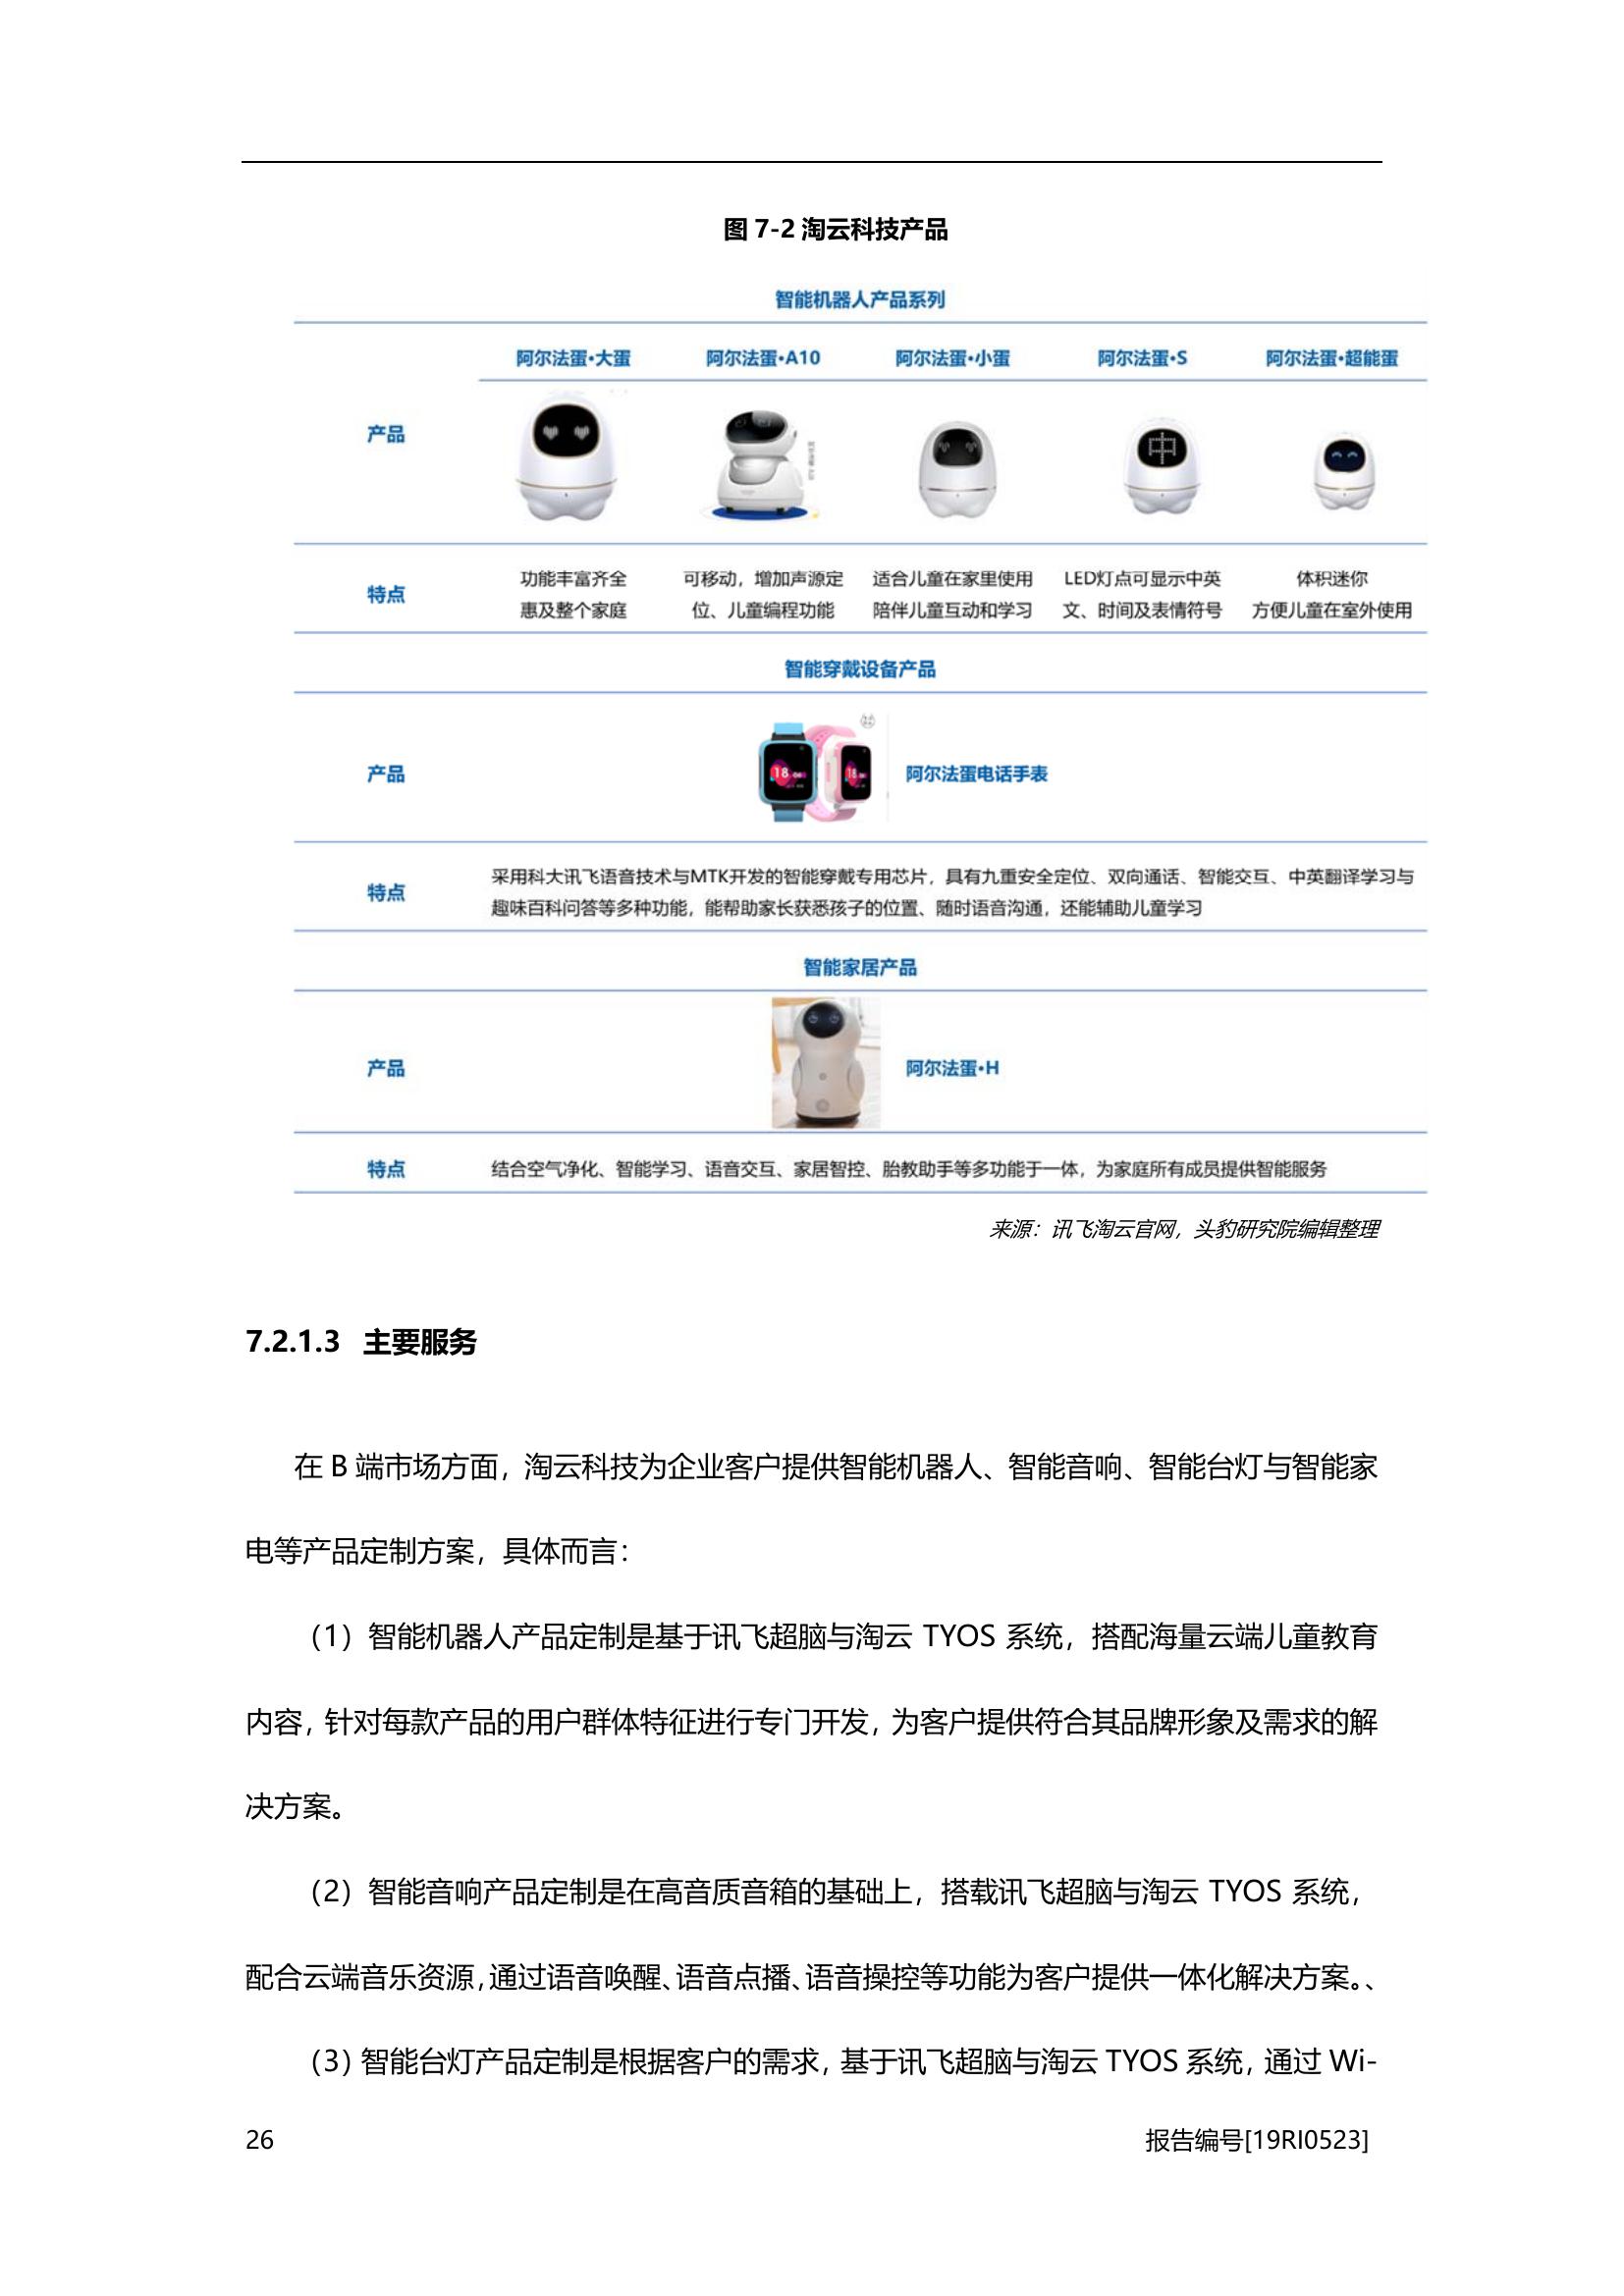 图 7-2 淘云科技产品
智能机器人产品系列
阿尔法蛋•大蛋 阿尔法蛋•A10 阿尔法蛋•小蛋 阿尔法蛋•S 阿尔法蛋•超能蛋
产品
中
特点
功能丰富齐全 可移动，增加声源定 适合儿童在家里使用 LED灯点可显示中英 体积迷你
惠及整个家庭 位、儿童编程功能 陪伴儿童互动和学习 文、时间及表情符号 方便儿童在室外使用
智能穿戴设备产品
产品
18 18
阿尔法蛋电话手表
特点
采用科大讯飞语音技术与MTK开发的智能穿戴专用芯片，具有九重安全定位、双向通话、智能交互、中英翻译学习与
趣味百科问答等多种功能，能帮助家长获悉孩子的位置、随时语音沟通，还能辅助儿童学习
智能家居产品
产品
阿尔法蛋•H
特点 结合空气净化、智能学习、语音交互、家居智控、胎教助手等多功能于一体，为家庭所有成员提供智能服务
来源：讯飞淘云官网，头豹研究院编辑整理
7.2.1.3 主要服务
在 B 端市场方面，淘云科技为企业客户提供智能机器人、智能音响、智能台灯与智能家
电等产品定制方案，具体而言：
（1）智能机器人产品定制是基于讯飞超脑与淘云 TYOS 系统，搭配海量云端儿童教育
内容，针对每款产品的用户群体特征进行专门开发，为客户提供符合其品牌形象及需求的解
决方案。
（2）智能音响产品定制是在高音质音箱的基础上，搭载讯飞超脑与淘云 TYOS 系统，
配合云端音乐资源，通过语音唤醒、语音点播、语音操控等功能为客户提供一体化解决方案。、
（3）智能台灯产品定制是根据客户的需求，基于讯飞超脑与淘云 TYOS 系统，通过 Wi-
26 报告编号[19RI0523]